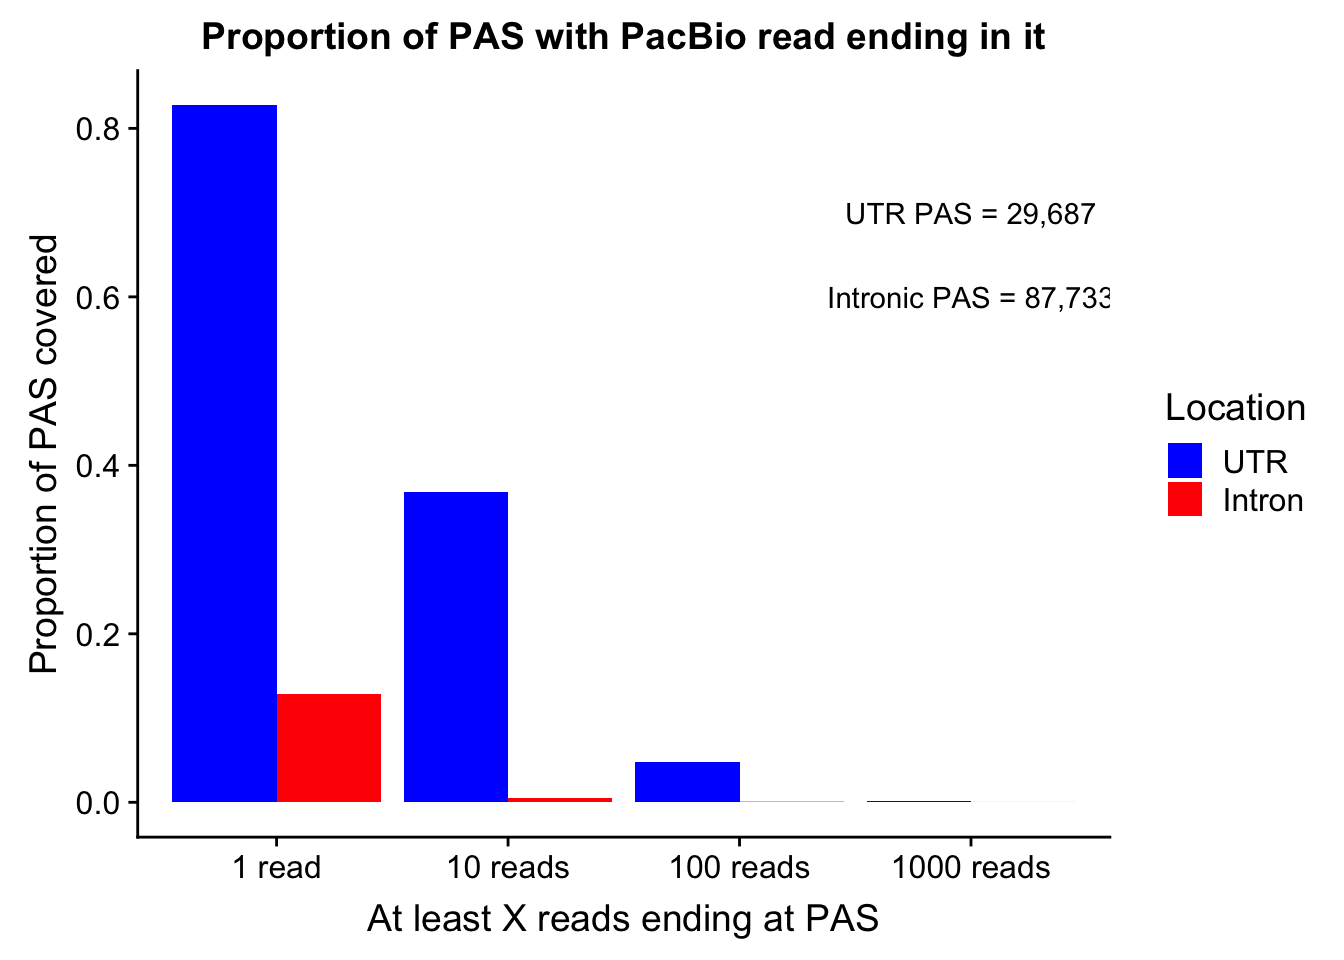 Proportion of PAS with PacBio read ending in it
Proportion of PAS covered
0.8
0.6
0.4
0.2
0.0
UTR PAS = 29,687
Intronic PAS = 87,733
Location
UTR
Intron
1 read
10 reads
100 reads
1000 reads
At least X reads ending at PAS